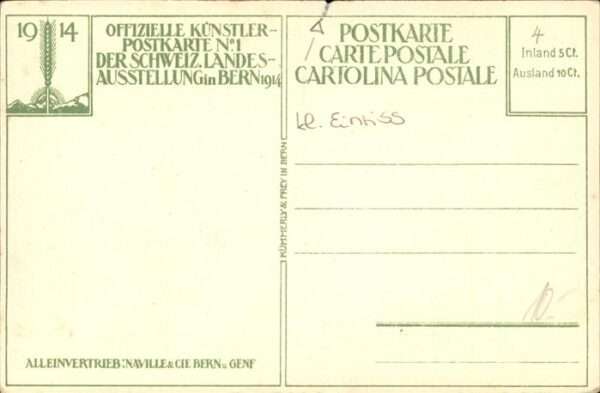 1914
OFFIZIELLE KÜNSTLER-
POSTKARTE No. 1
DER SCHWEIZ. LANDES-
AUSSTELLUNG in BERN 1914
POSTKARTE
CARTE POSTALE
CARTOLINA POSTALE
4
Inland 5 Ct.
Ausland 10 Ct.
kl. Einriss
KÜMMERLY & FREY IN BERN
10.-
ALLEINVERTRIEB: NAVILLE & CIE. BERN u. GENF